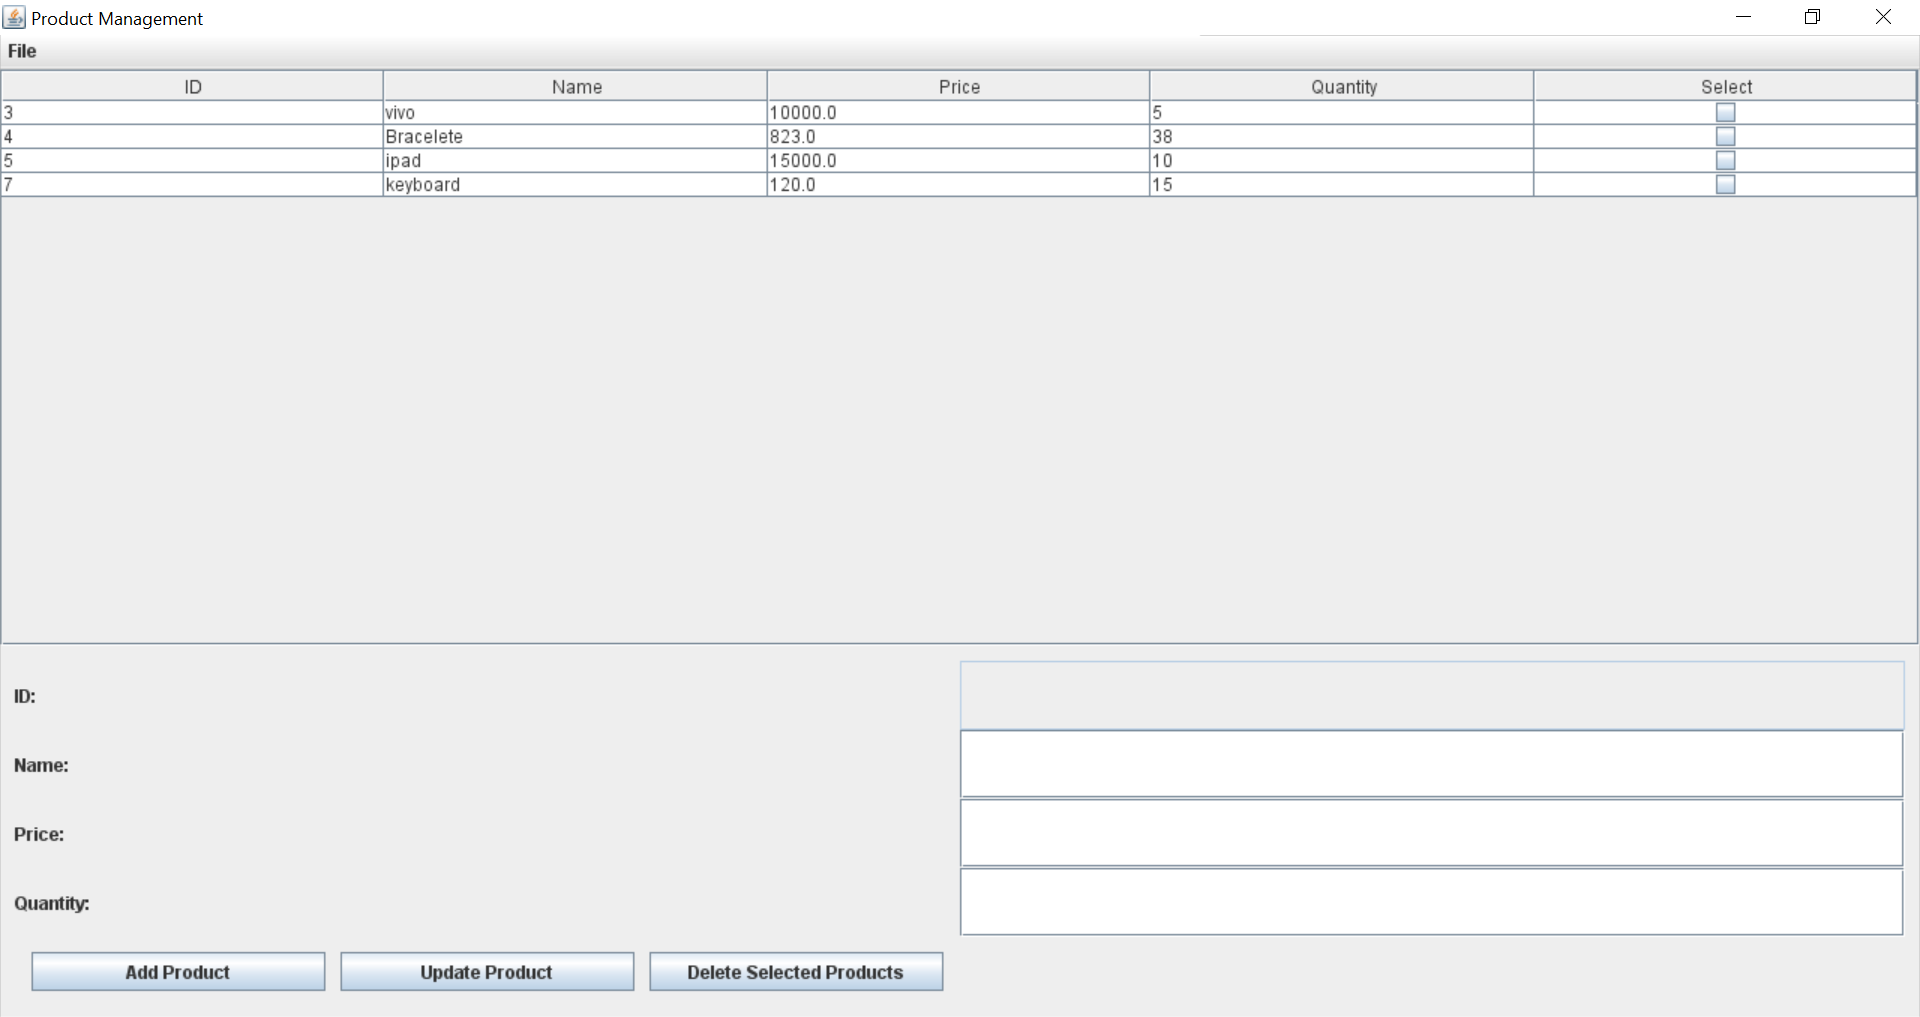 Product Management
File
ID Name Price Quantity Select
3 vivo 10000.0 5
4 Bracelete 823.0 38
5 ipad 15000.0 10
7 keyboard 120.0 15
ID:
Name:
Price:
Quantity:
Add Product Update Product Delete Selected Products